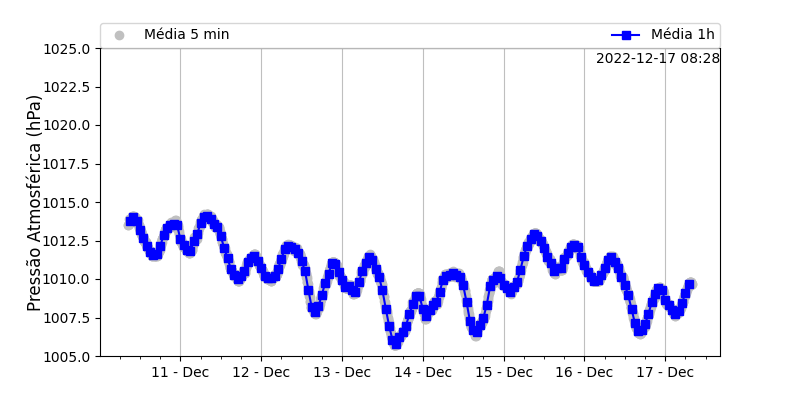 Média 5 min
Média 1h
2022-12-17 08:28
Pressão Atmosférica (hPa)
1025.0
1022.5
1020.0
1017.5
1015.0
1012.5
1010.0
1007.5
1005.0
11 - Dec
12 - Dec
13 - Dec
14 - Dec
15 - Dec
16 - Dec
17 - Dec